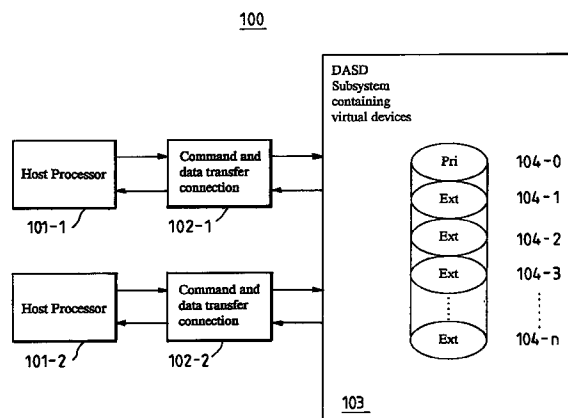 100
DASD
Subsystem
containing
virtual devices
Pri 104-0
Ext 104-1
Ext 104-2
Ext 104-3
Ext 104-n
Host Processor
101-1
Command and
data transfer
connection
102-1
Host Processor
101-2
Command and
data transfer
connection
102-2
103